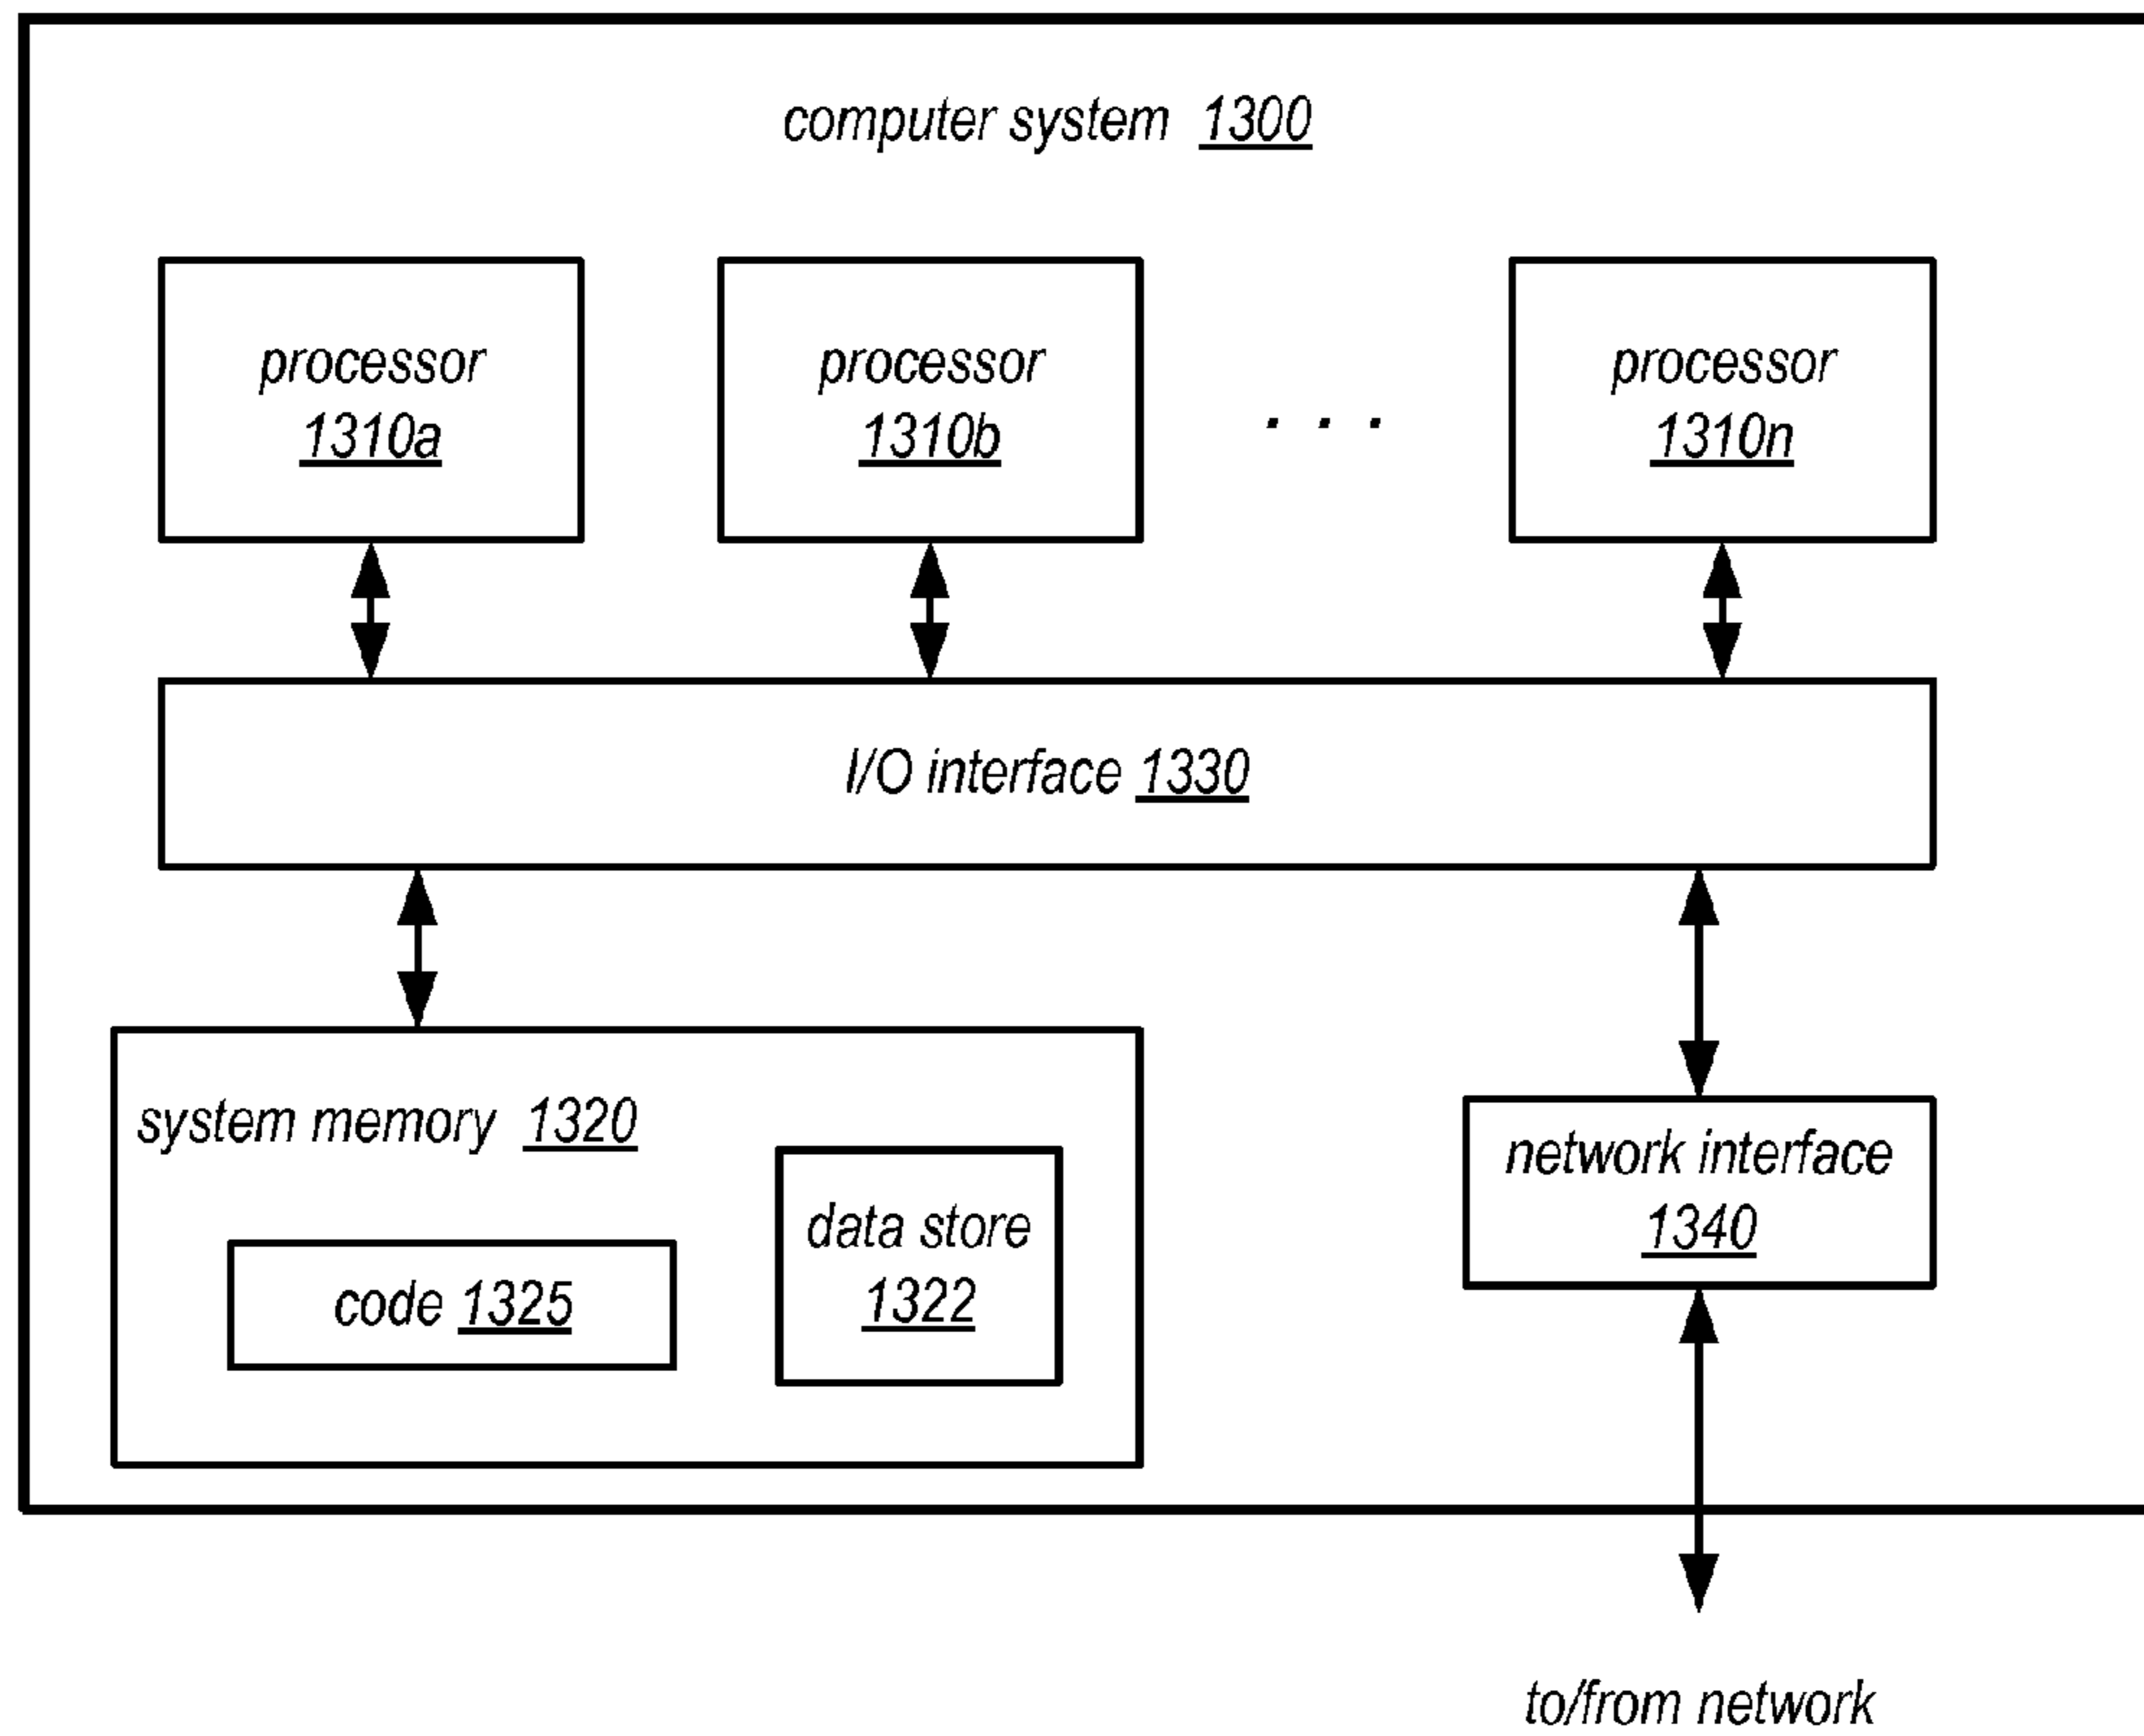 computer system 1300
processor
1310a
processor
1310b
. . .
processor
1310n
I/O interface 1330
system memory 1320
code 1325
data store
1322
network interface
1340
to/from network